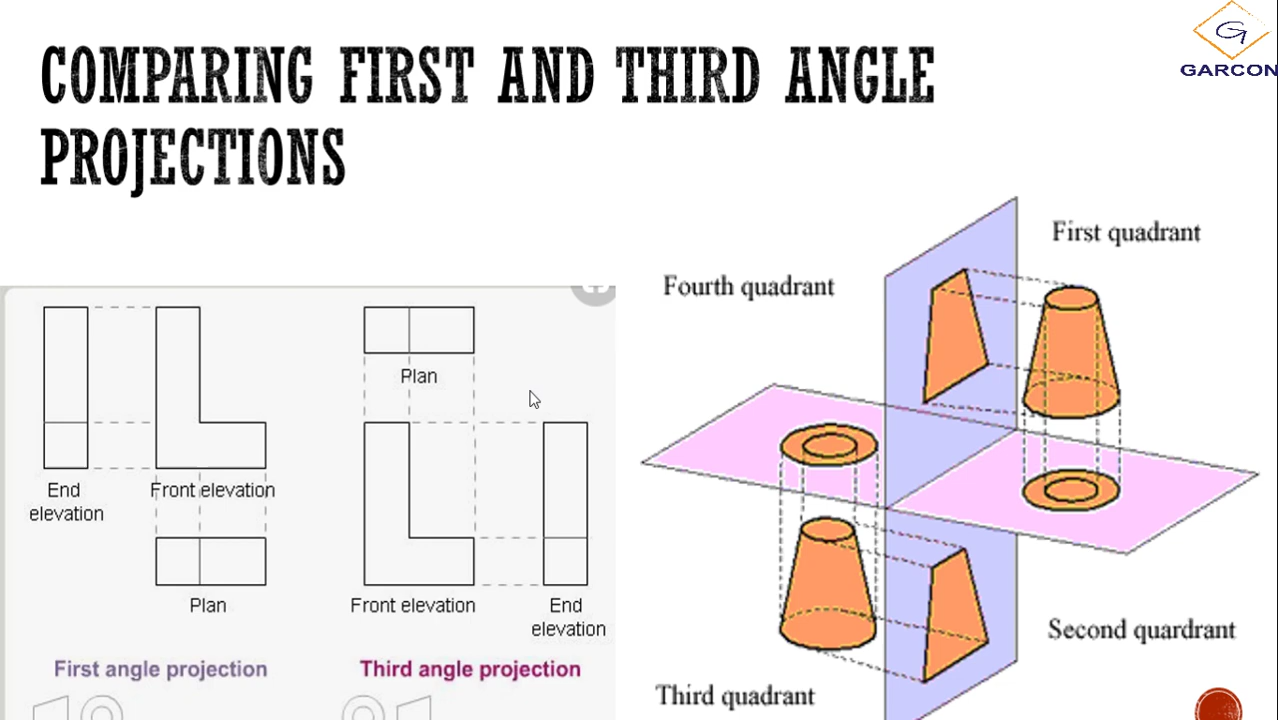 COMPARING FIRST AND THIRD ANGLE
PROJECTIONS
G
GARCON
First quadrant
Fourth quadrant
Plan
End
elevation
Front elevation
Plan
Front elevation
End
elevation
First angle projection
Third angle projection
Second quardrant
Third quadrant